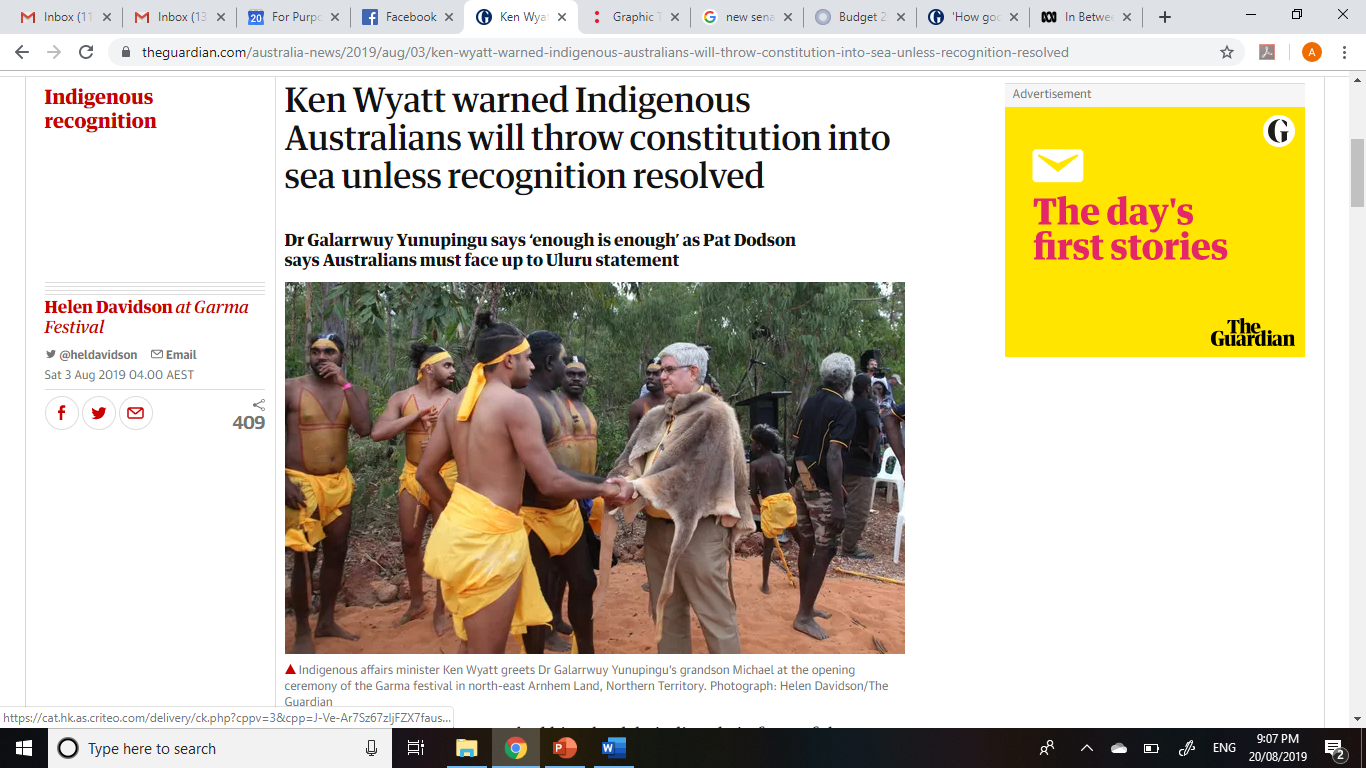 Inbox (11
Inbox (13
20
For Purpo
Facebook
Ken Wya
Graphic T
new sena
Budget 2
'How goo
In Betwee
theguardian.com/australia-news/2019/aug/03/ken-wyatt-warned-indigenous-australians-will-throw-constitution-into-sea-unless-recognition-resolved
A
Indigenous
recognition
Ken Wyatt warned Indigenous
Australians will throw constitution into
sea unless recognition resolved
Dr Galarrwuy Yunupingu says ‘enough is enough’ as Pat Dodson
says Australians must face up to Uluru statement
Helen Davidson at Garma
Festival
@heldavidson Email
Sat 3 Aug 2019 04.00 AEST
409
Indigenous affairs minister Ken Wyatt greets Dr Galarrwuy Yunupingu's grandson Michael at the opening
ceremony of the Garma festival in north-east Arnhem Land, Northern Territory. Photograph: Helen Davidson/The
Guardian
Advertisement
G
The day's
first stories
The
Guardian
https://cat.hk.as.criteo.com/delivery/ck.php?cppv=3&cpp=J-Ve-Ar7Sz67zIjFZX7faus...
Type here to search
ENG
9:07 PM
20/08/2019
2